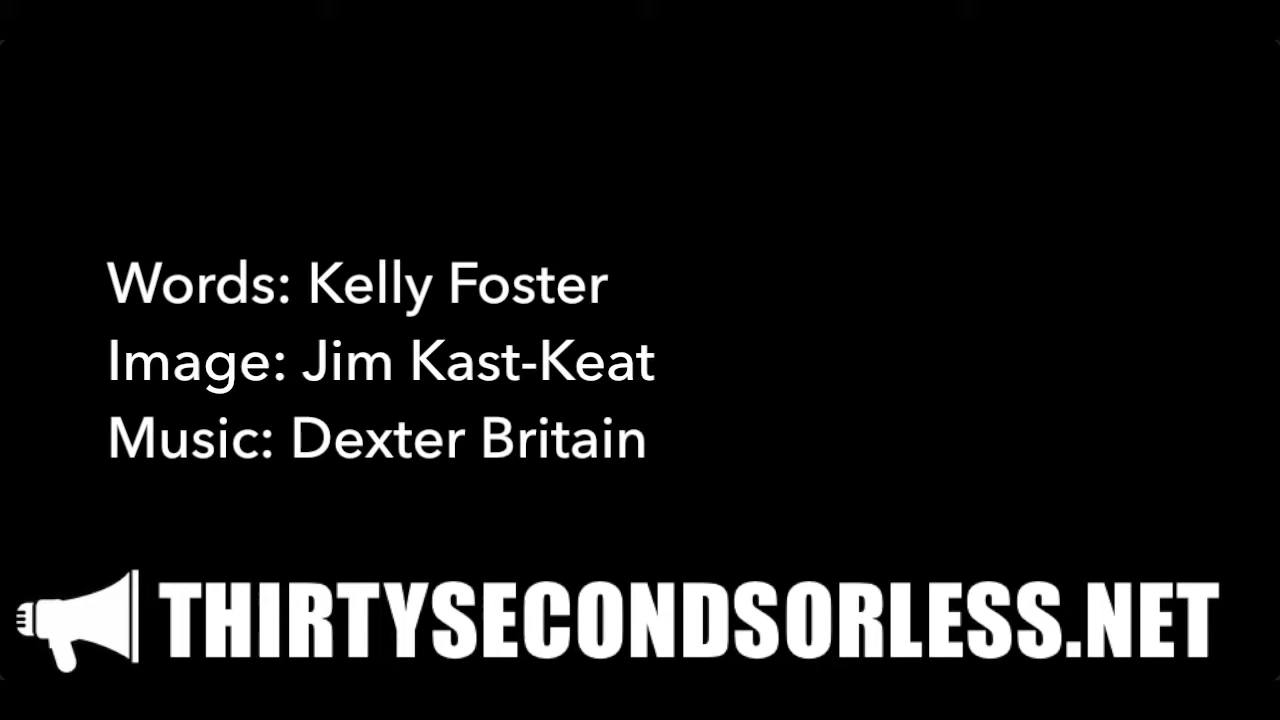 Words: Kelly Foster
Image: Jim Kast-Keat
Music: Dexter Britain
THIRTYSECONDSORLESS.NET